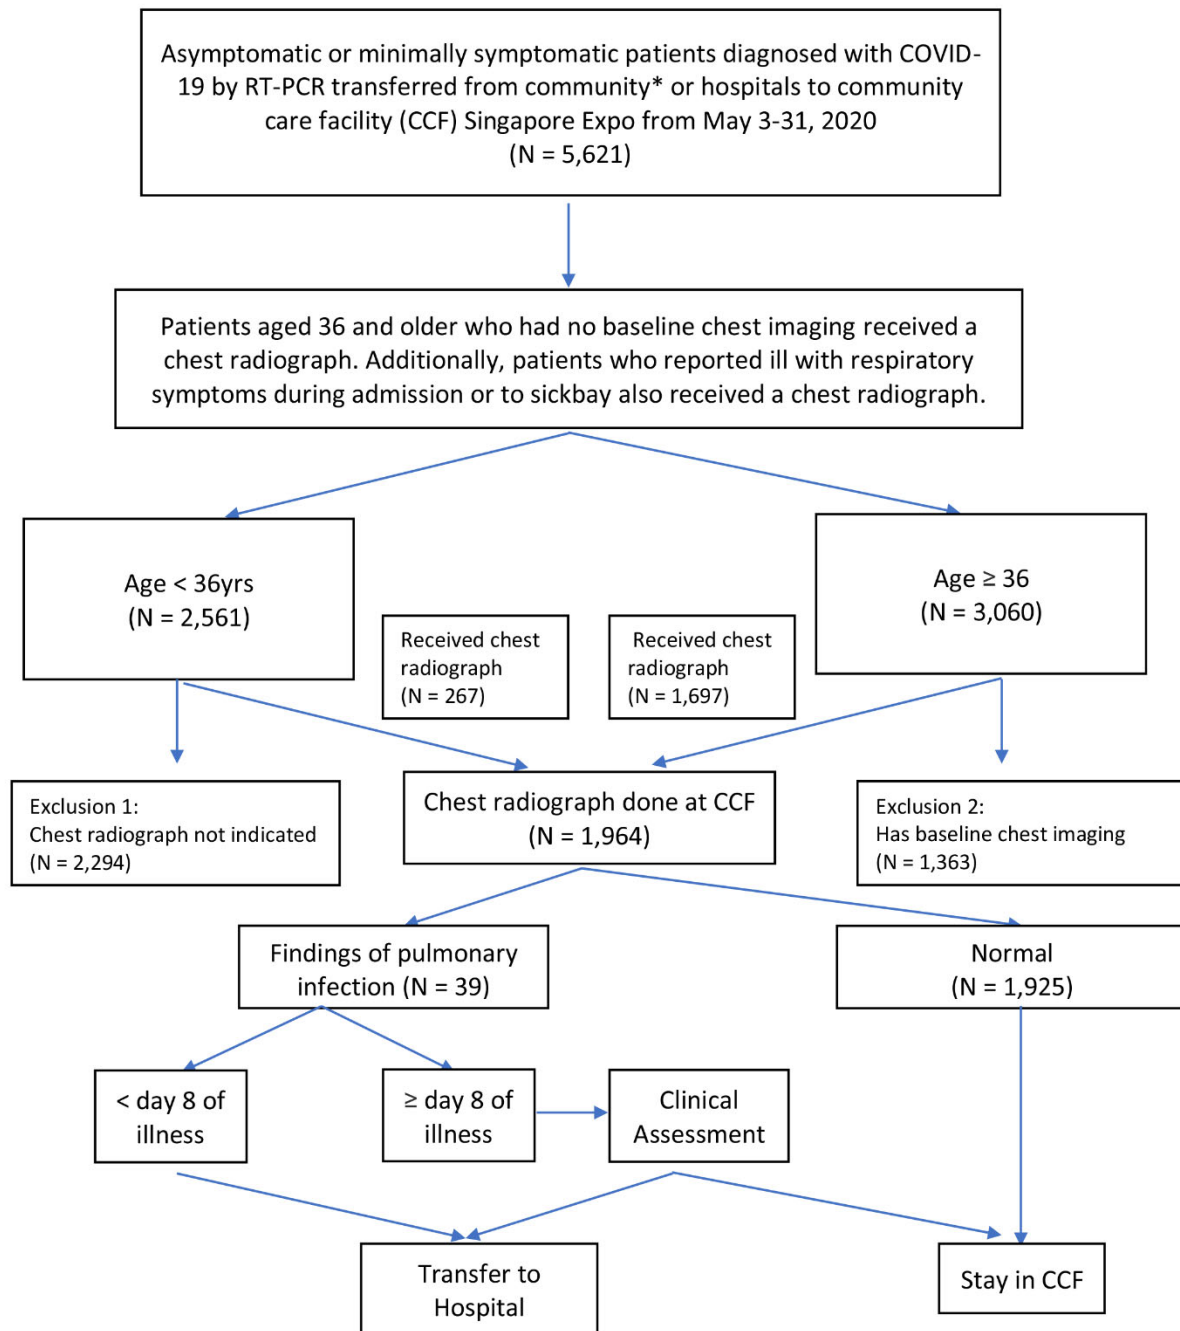 Asymptomatic or minimally symptomatic patients diagnosed with COVID-
19 by RT-PCR transferred from community* or hospitals to community
care facility (CCF) Singapore Expo from May 3-31, 2020
(N = 5,621)
Patients aged 36 and older who had no baseline chest imaging received a
chest radiograph. Additionally, patients who reported ill with respiratory
symptoms during admission or to sickbay also received a chest radiograph.
Age < 36yrs
(N = 2,561)
Age ≥ 36
(N = 3,060)
Received chest
radiograph
(N = 267)
Received chest
radiograph
(N = 1,697)
Exclusion 1:
Chest radiograph not indicated
(N = 2,294)
Chest radiograph done at CCF
(N = 1,964)
Exclusion 2:
Has baseline chest imaging
(N = 1,363)
Findings of pulmonary
infection (N = 39)
Normal
(N = 1,925)
< day 8 of
illness
≥ day 8 of
illness
Clinical
Assessment
Transfer to
Hospital
Stay in CCF